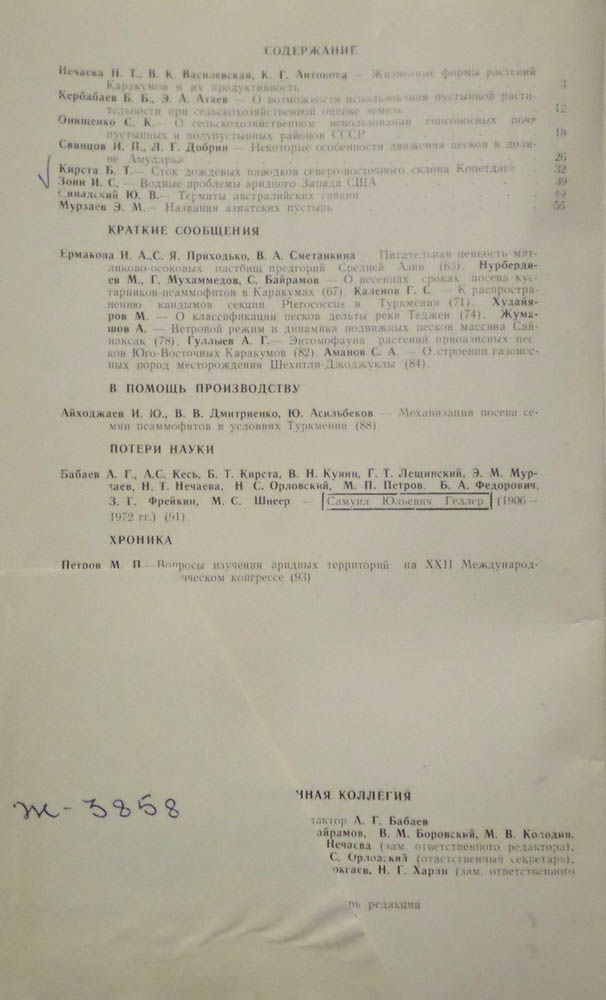 СОДЕРЖАНИЕ
Нечаева Н. Т., В. К. Василевская, К. Г. Антонова — Жизненные формы растений
Каракумов и их продуктивность 3
Кербабаев Б. Б., Э. А. Атаев — О возможности использования пустынной расти-
тельности при сельскохозяйственной оценке земель 12
Онищенко С. К. — О сельскохозяйственном использовании гипсоносных почв
пустынных и полупустынных районов СССР 18
Свинцов И. П., Л. Г. Добрин — Некоторые особенности движения песков в доли-
не Амударьи 26
Кирста Б. Т. — Сток дождевых паводков северо-восточного склона Копетдага 32
Зонн И. С. — Водные проблемы аридного Запада США 39
Синадский Ю. В. — Термиты австралийских саванн 49
Мурзаев Э. М. — Названия азиатских пустынь 55
КРАТКИЕ СООБЩЕНИЯ
Ермакова И. А., С. Я. Приходько, В. А. Сметанкина — Питательная ценность мят-
ликово-осоковых пастбищ предгорий Средней Азии (63). Нурберди-
ев М., Г. Мухаммедов, С. Байрамов — О весенних сроках посева кус-
тарников-псаммофитов в Каракумах (67). Каленов Г. С. — К распростра-
нению кандымов секции Pterococcus в Туркмении (71). Худайя-
ров М. — О классификации песков дельты реки Теджен (74). Жума-
шов А. — Ветровой режим и динамика подвижных песков массива Сай-
наксак (78). Гуллыев А. Г.— Энтомофауна растений приоазисных пес-
ков Юго-Восточных Каракумов (82). Аманов С. А. — О строении газонос-
ных пород месторождения Шехитли-Джоджуклы (84).
В ПОМОЩЬ ПРОИЗВОДСТВУ
Айходжаев И. Ю., В. В. Дмитриенко, Ю. Асильбеков — Механизация посева се-
мян псаммофитов в условиях Туркмении (88)
ПОТЕРИ НАУКИ
Бабаев А. Г., А.С. Кесь, Б. Т. Кирста, В. Н. Кунин, Г. Т. Лещинский, Э. М. Мур-
заев, Н. Т. Нечаева, Н. С. Орловский, М. П. Петров, Б. А. Федорович,
З. Г. Фрейкин, М. С. Шнеер — Самуил Юльевич Геллер (1906—
1972 гг.) (91).
ХРОНИКА
Петров М. П —Вопросы изучения аридных территорий на XXII Международ-
ическом конгрессе (93)
ж-3858
ЧНАЯ КОЛЛЕГИЯ
тактор А. Г. Бабаев
айрамов, В. М. Боровский, М. В. Колодин,
Нечаева (зам. ответственного редактора),
С. Орловский (ответственный секретарь),
окгаев, Н. Г. Харин (зам. ответственного
рь редакции